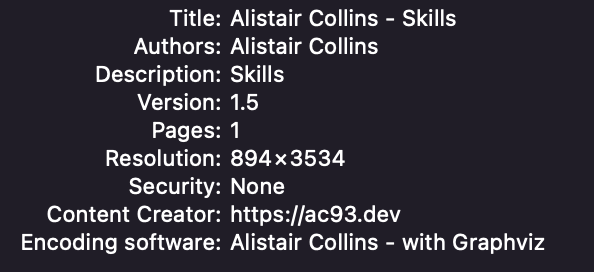 Title: Alistair Collins - Skills
Authors: Alistair Collins
Description: Skills
Version: 1.5
Pages: 1
Resolution: 894×3534
Security: None
Content Creator: https://ac93.dev
Encoding software: Alistair Collins - with Graphviz